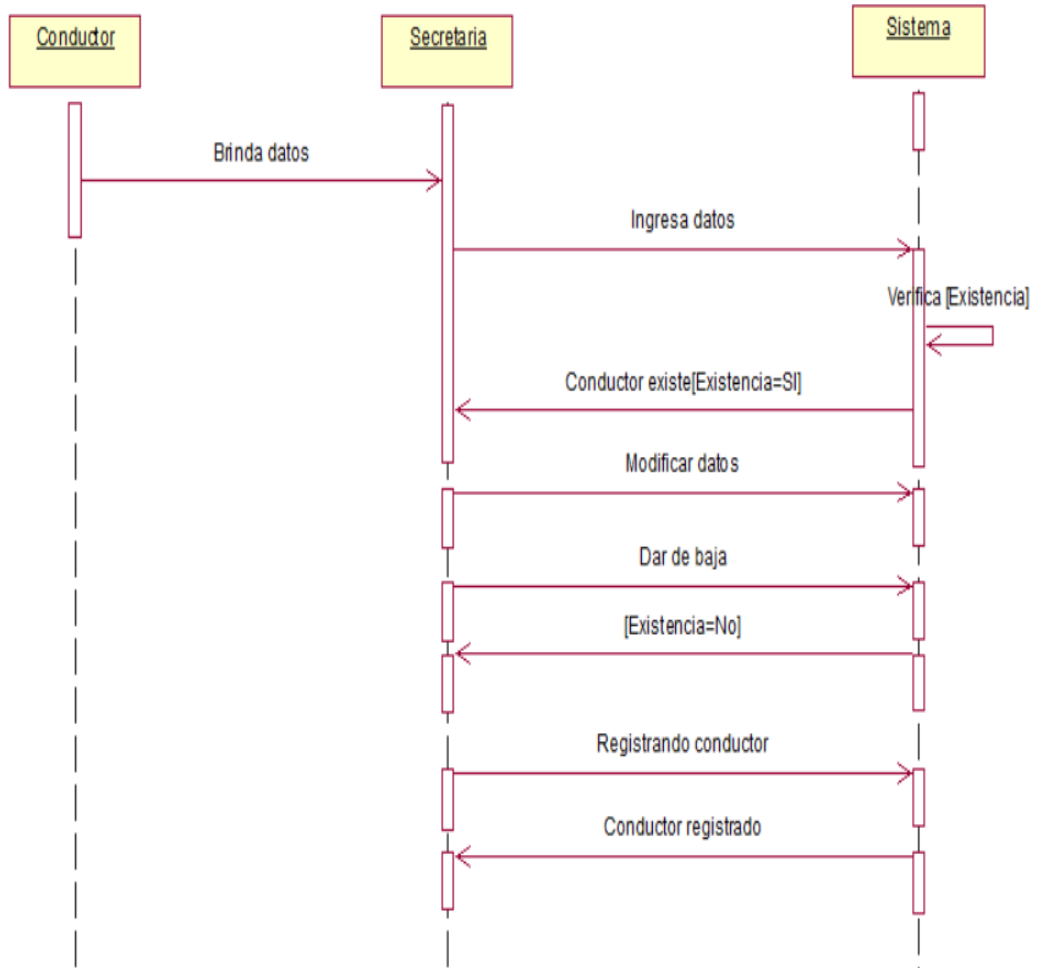 Conductor
Secretaria
Sistema
Brinda datos
Ingresa datos
Verifica [Existencia]
Conductor existe[Existencia=SI]
Modificar datos
Dar de baja
[Existencia=No]
Registrando conductor
Conductor registrado